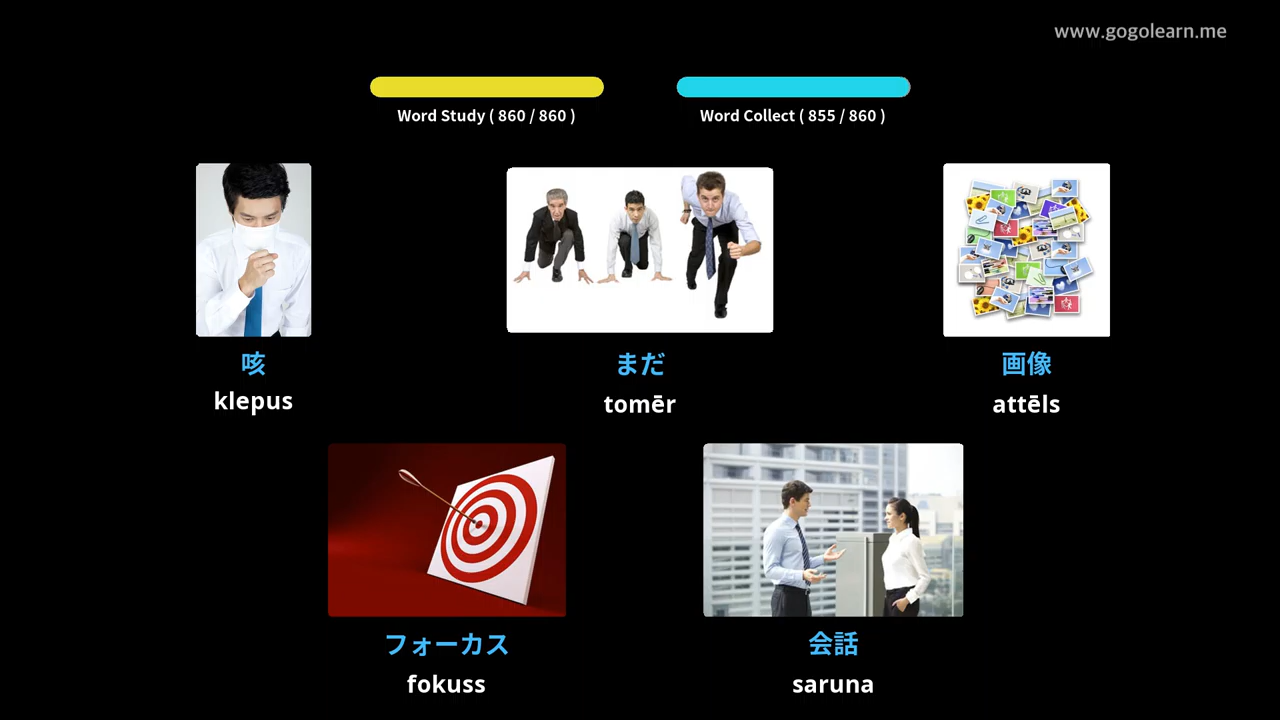 www.gogolearn.me
Word Study ( 860 / 860 )
Word Collect ( 855 / 860 )
咳
klepus
まだ
tomēr
画像
attēls
フォーカス
fokuss
会話
saruna